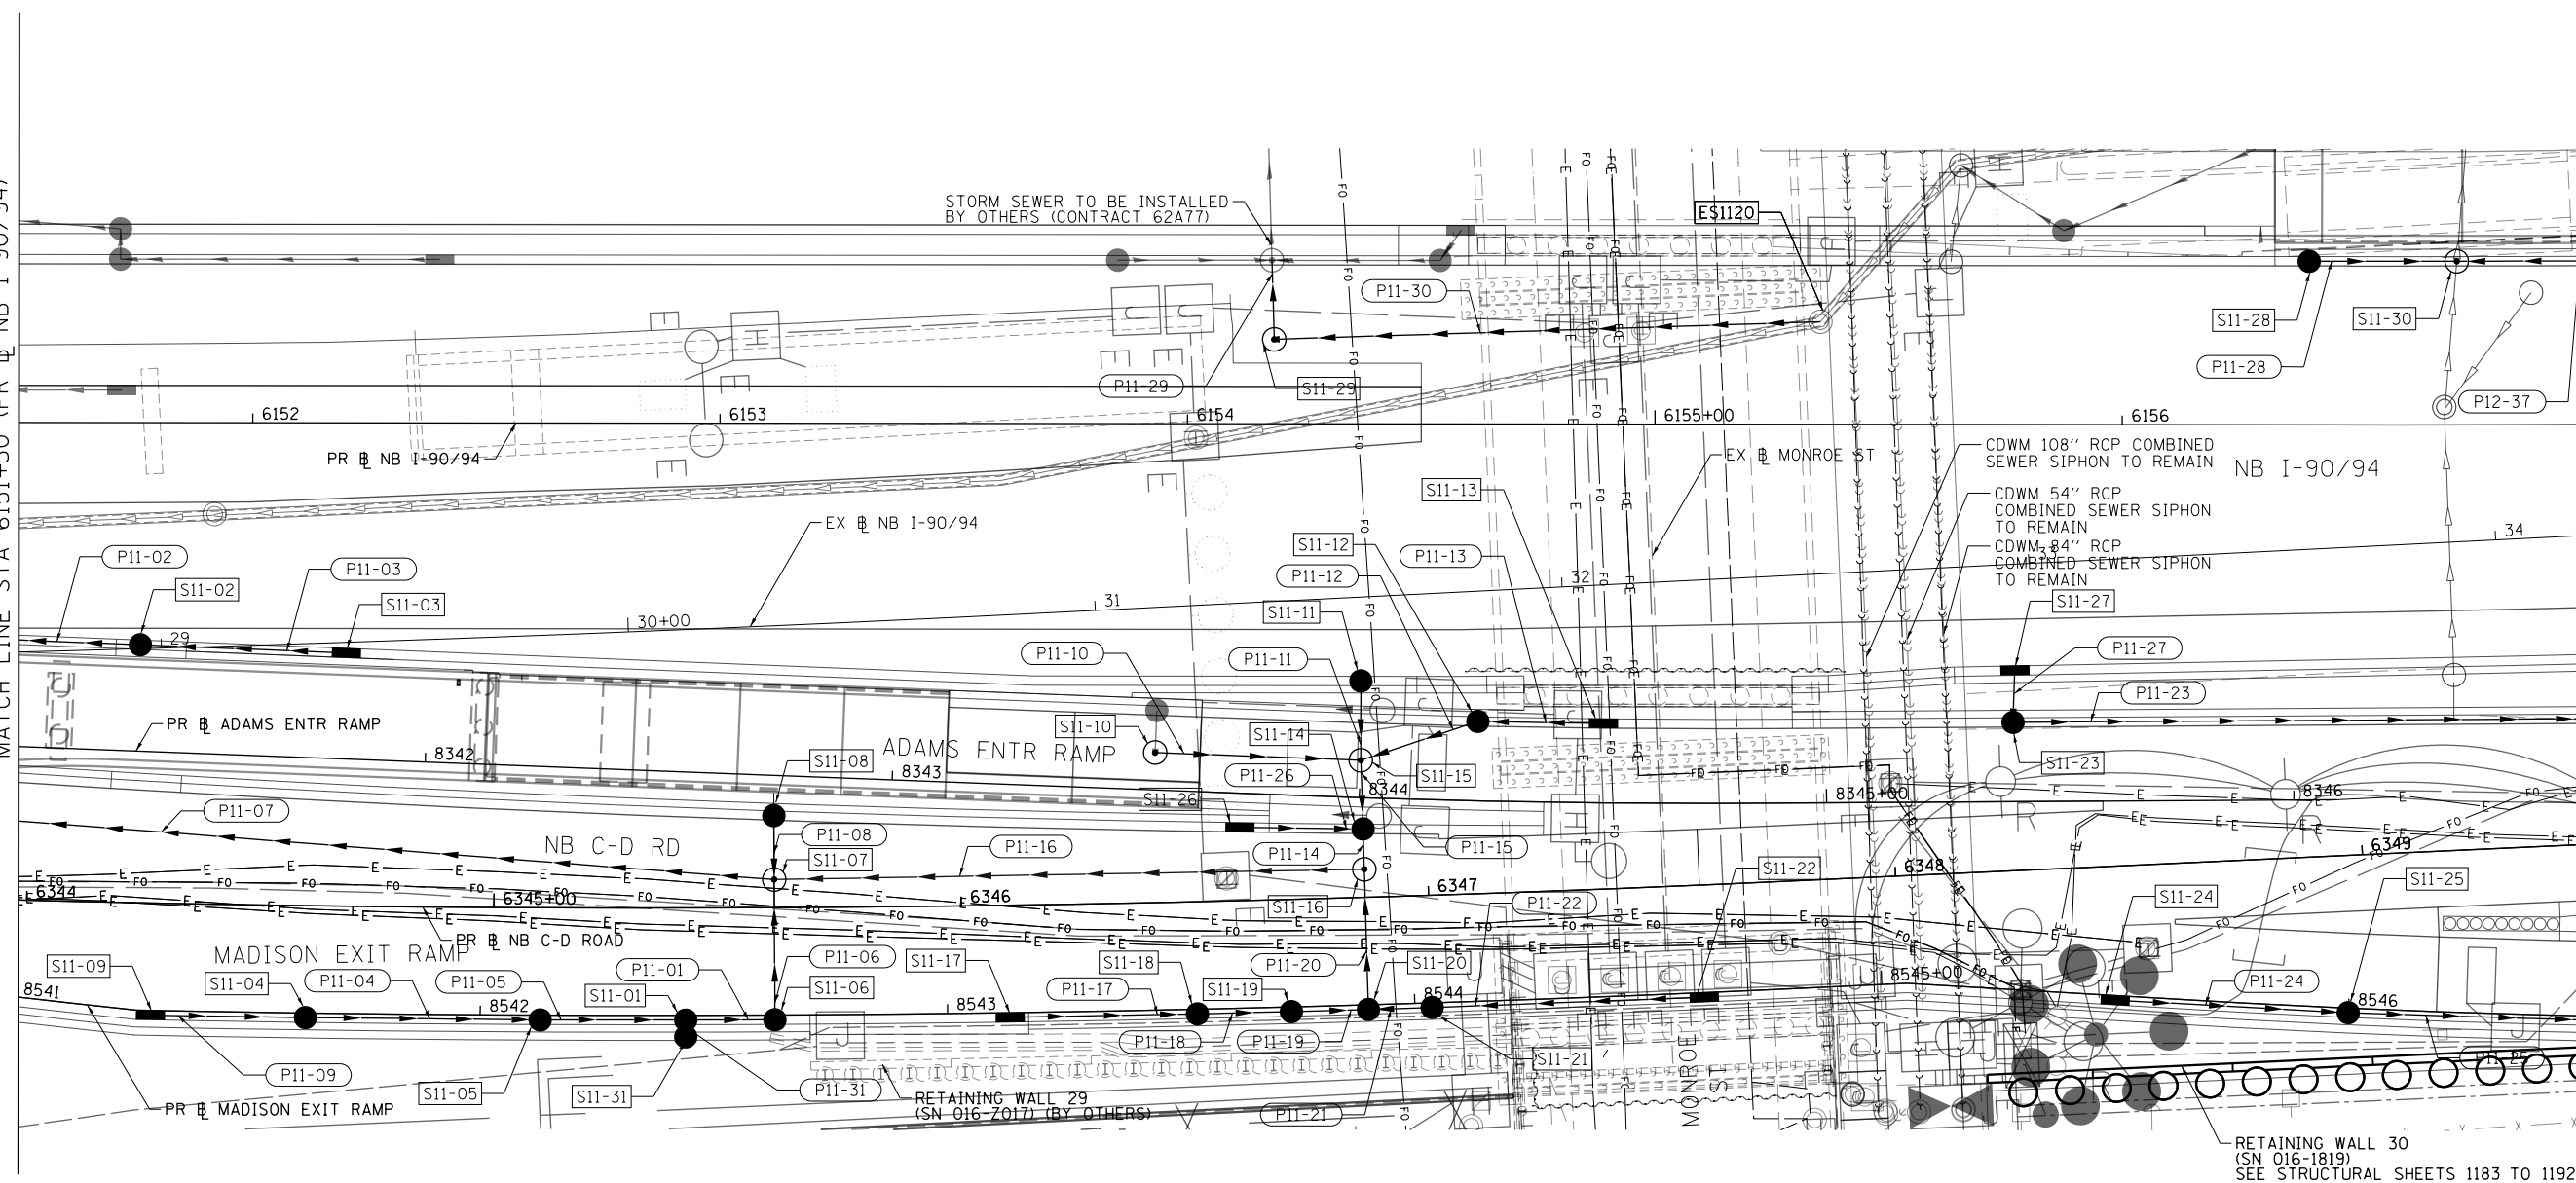 MATCH LINE STA 6151+50 (PR ℄ NB I-90/94)
STORM SEWER TO BE INSTALLED
BY OTHERS (CONTRACT 62A77)
ES1120
P11-30
S11-28
S11-30
P11-28
P11-29
S11-29
P12-37
6152
6153
6154
6155+00
6156
PR ℄ NB I-90/94
EX ℄ MONROE ST
CDWM 108" RCP COMBINED
SEWER SIPHON TO REMAIN
NB I-90/94
CDWM 54" RCP
COMBINED SEWER SIPHON
TO REMAIN
CDWM 84" RCP
COMBINED SEWER SIPHON
TO REMAIN
S11-13
EX ℄ NB I-90/94
S11-12
P11-13
P11-12
P11-02
S11-02
P11-03
S11-03
S11-11
S11-27
29
30+00
31
32
33
34
P11-10
P11-11
P11-27
P11-23
PR ℄ ADAMS ENTR RAMP
S11-10
S11-14
8342
ADAMS ENTR RAMP
S11-08
8343
P11-26
S11-15
8344
S11-23
8345+00
8346
S11-26
P11-07
NB C-D RD
P11-08
S11-07
P11-16
P11-14
P11-15
6344
6345+00
6346
6347
6348
6349
S11-22
S11-25
S11-24
S11-16
P11-22
PR ℄ NB C-D ROAD
MADISON EXIT RAMP
S11-09
S11-04
P11-04
P11-05
P11-01
P11-06
S11-17
S11-18
P11-20
S11-20
S11-01
S11-06
P11-17
S11-19
P11-24
8541
8542
8543
8544
8545+00
8546
P11-18
P11-19
S11-21
P11-25
P11-09
S11-05
S11-31
P11-31
P11-21
PR ℄ MADISON EXIT RAMP
RETAINING WALL 29
(SN 016-Z017) (BY OTHERS)
MONROE
ST
RETAINING WALL 30
(SN 016-1819)
SEE STRUCTURAL SHEETS 1183 TO 1192